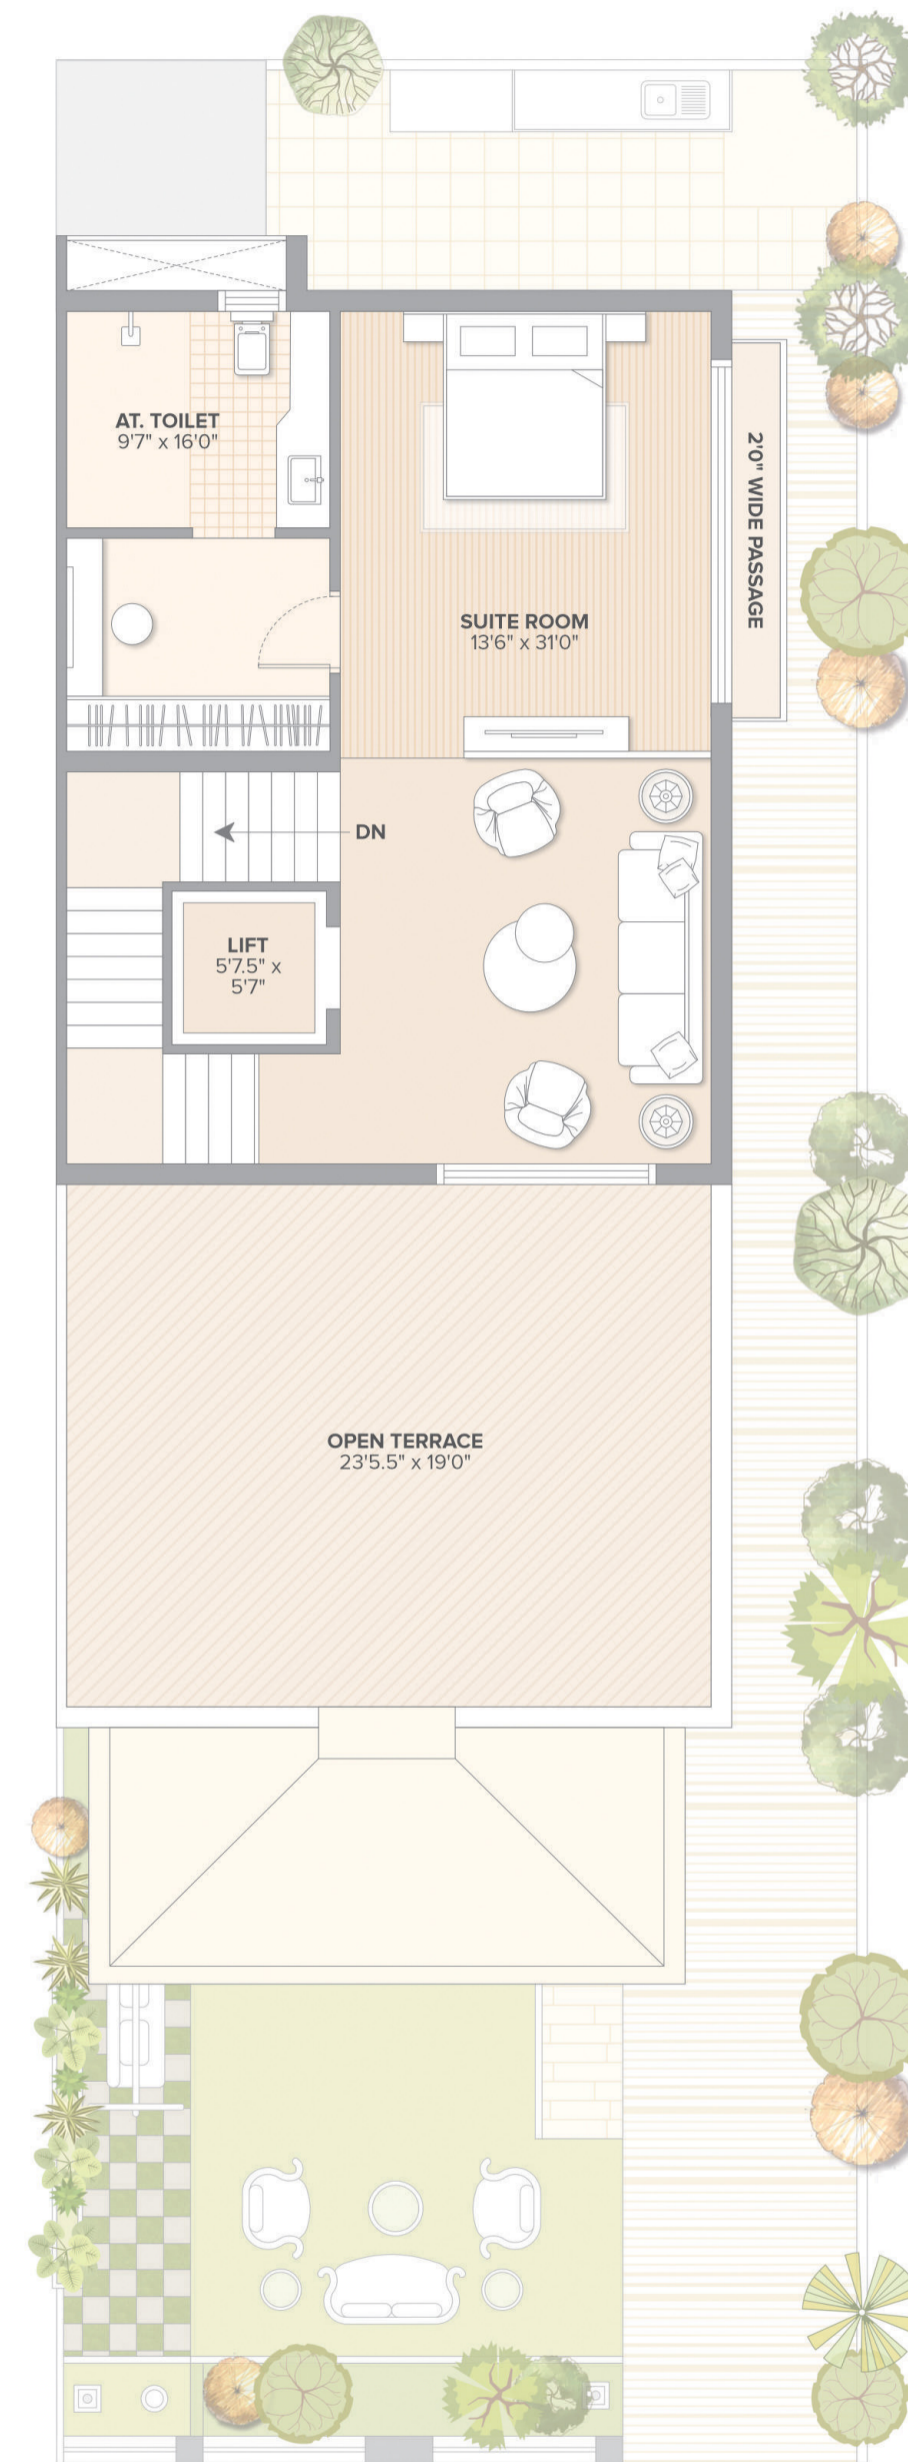 AT. TOILET
9'7" x 16'0"
2'0" WIDE PASSAGE
SUITE ROOM
13'6" x 31'0"
DN
LIFT
5'7.5" x
5'7"
OPEN TERRACE
23'5.5" x 19'0"